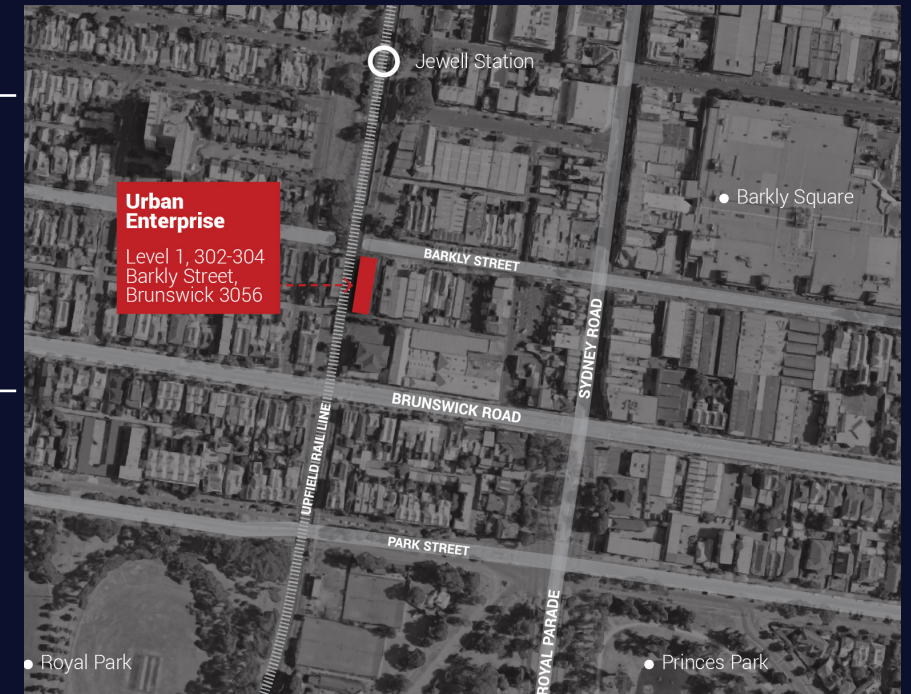 Jewell Station
Barkly Square
Urban
Enterprise
Level 1, 302-304
Barkly Street,
Brunswick 3056
BARKLY STREET
SYDNEY ROAD
BRUNSWICK ROAD
UPFIELD RAIL LINE
PARK STREET
ROYAL PARADE
Royal Park
Princes Park